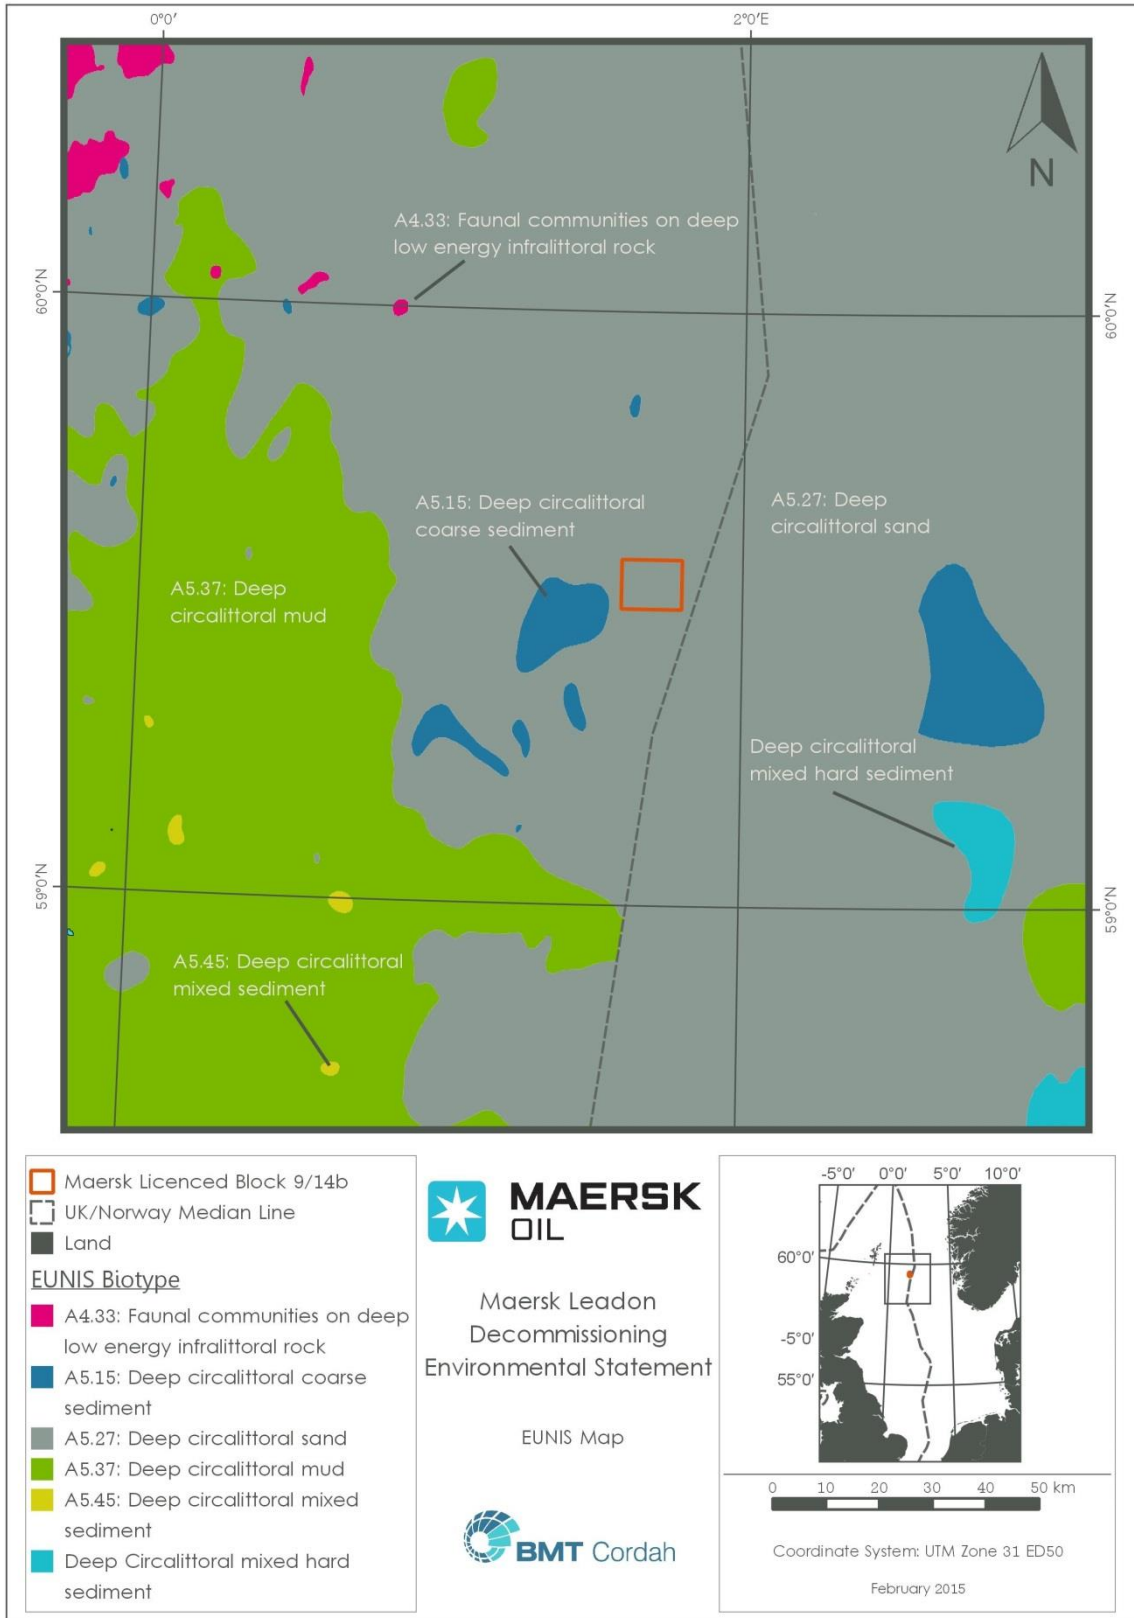 0°0'
2°0'E
N
A4.33: Faunal communities on deep
low energy infralittoral rock
60°0'N
60°0'N
A5.15: Deep circalittoral
coarse sediment
A5.27: Deep
circalittoral sand
A5.37: Deep
circalittoral mud
Deep circalittoral
mixed hard sediment
59°0'N
59°0'N
A5.45: Deep circalittoral
mixed sediment
Maersk Licenced Block 9/14b
UK/Norway Median Line
Land
EUNIS Biotype
A4.33: Faunal communities on deep
low energy infralittoral rock
A5.15: Deep circalittoral coarse
sediment
A5.27: Deep circalittoral sand
A5.37: Deep circalittoral mud
A5.45: Deep circalittoral mixed
sediment
Deep Circalittoral mixed hard
sediment
MAERSK
OIL
Maersk Leadon
Decommissioning
Environmental Statement
EUNIS Map
BMT Cordah
-5°0' 0°0' 5°0' 10°0'
60°0'
-5°0'
55°0'
0 10 20 30 40 50 km
Coordinate System: UTM Zone 31 ED50
February 2015